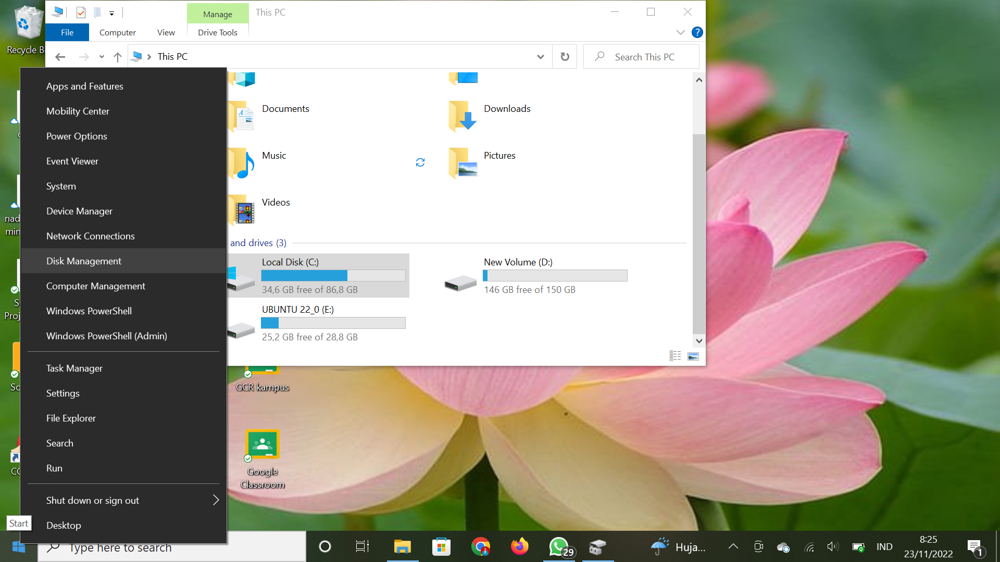 Manage
This PC
File
Computer
View
Drive Tools
This PC
Search This PC
Recycle Bi
Apps and Features
Mobility Center
Power Options
Event Viewer
System
Device Manager
Network Connections
Disk Management
Computer Management
Windows PowerShell
Windows PowerShell (Admin)
Task Manager
Settings
File Explorer
Search
Run
Shut down or sign out
Desktop
Start
Documents
Downloads
Music
Pictures
Videos
and drives (3)
Local Disk (C:)
34,6 GB free of 86,8 GB
New Volume (D:)
146 GB free of 150 GB
UBUNTU 22_0 (E:)
25,2 GB free of 28,8 GB
nad
min
S
Proj
Sc
CC
GCR kampus
Google
Classroom
Type here to search
29
Huja...
IND
8:25
23/11/2022
1